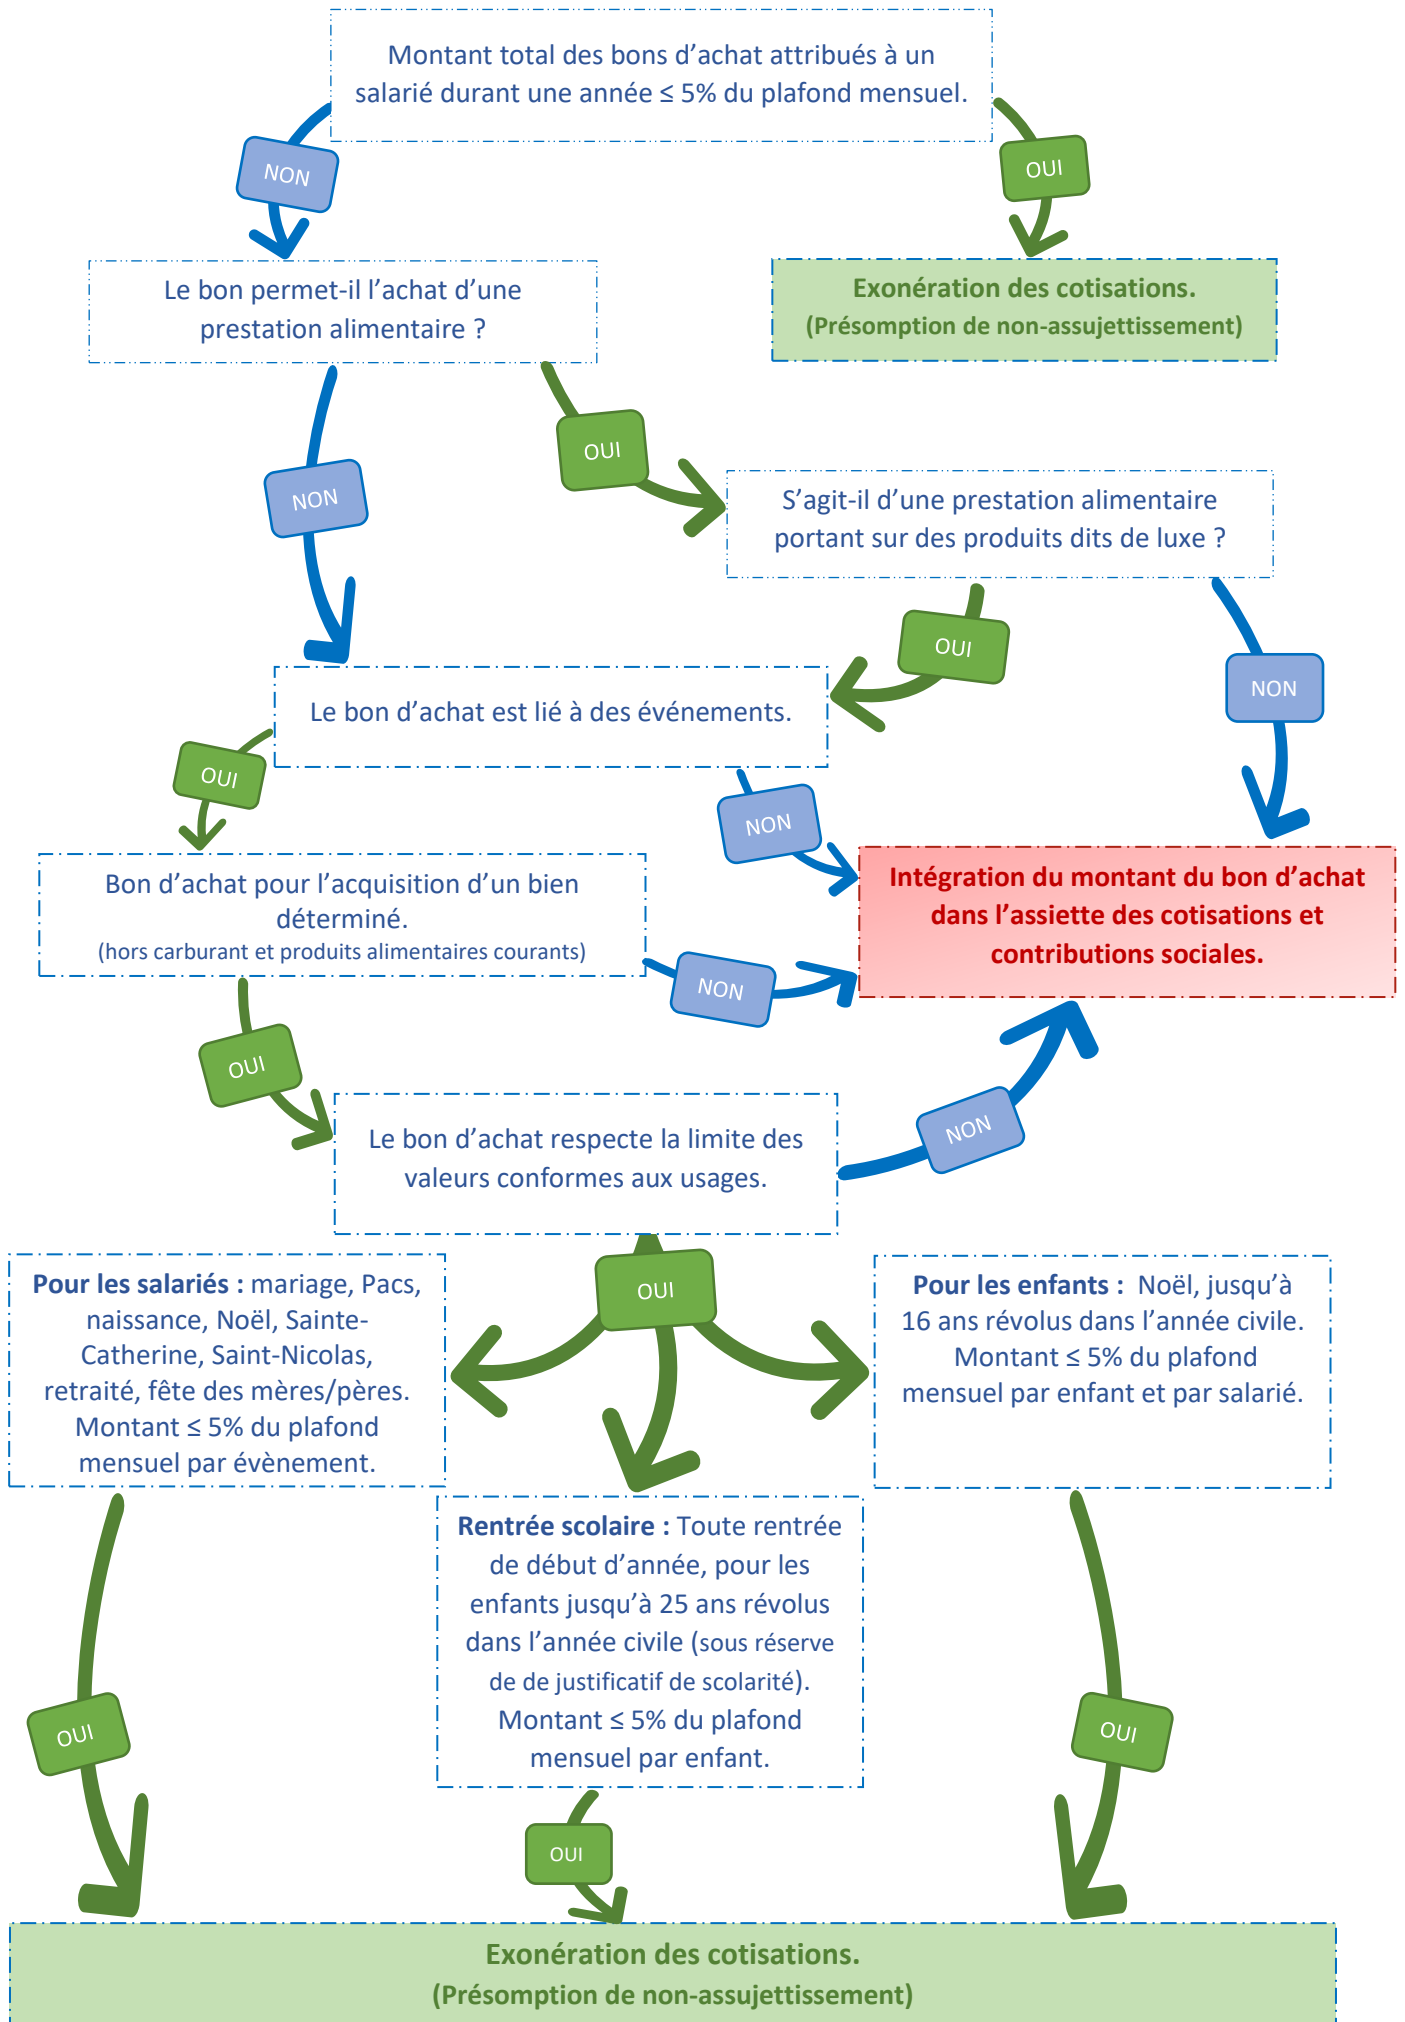 Montant total des bons d’achat attribués à un
salarié durant une année ≤ 5% du plafond mensuel.
NON
OUI
Le bon permet-il l’achat d’une
prestation alimentaire ?
Exonération des cotisations.
(Présomption de non-assujettissement)
OUI
NON
S’agit-il d’une prestation alimentaire
portant sur des produits dits de luxe ?
OUI
NON
Le bon d’achat est lié à des événements.
OUI
NON
Bon d’achat pour l’acquisition d’un bien
déterminé.
(hors carburant et produits alimentaires courants)
Intégration du montant du bon d’achat
dans l’assiette des cotisations et
contributions sociales.
NON
OUI
Le bon d’achat respecte la limite des
valeurs conformes aux usages.
NON
OUI
Pour les salariés : mariage, Pacs,
naissance, Noël, Sainte-
Catherine, Saint-Nicolas,
retraité, fête des mères/pères.
Montant ≤ 5% du plafond
mensuel par évènement.
Pour les enfants : Noël, jusqu’à
16 ans révolus dans l’année civile.
Montant ≤ 5% du plafond
mensuel par enfant et par salarié.
Rentrée scolaire : Toute rentrée
de début d’année, pour les
enfants jusqu’à 25 ans révolus
dans l’année civile (sous réserve
de de justificatif de scolarité).
Montant ≤ 5% du plafond
mensuel par enfant.
OUI
OUI
OUI
Exonération des cotisations.
(Présomption de non-assujettissement)